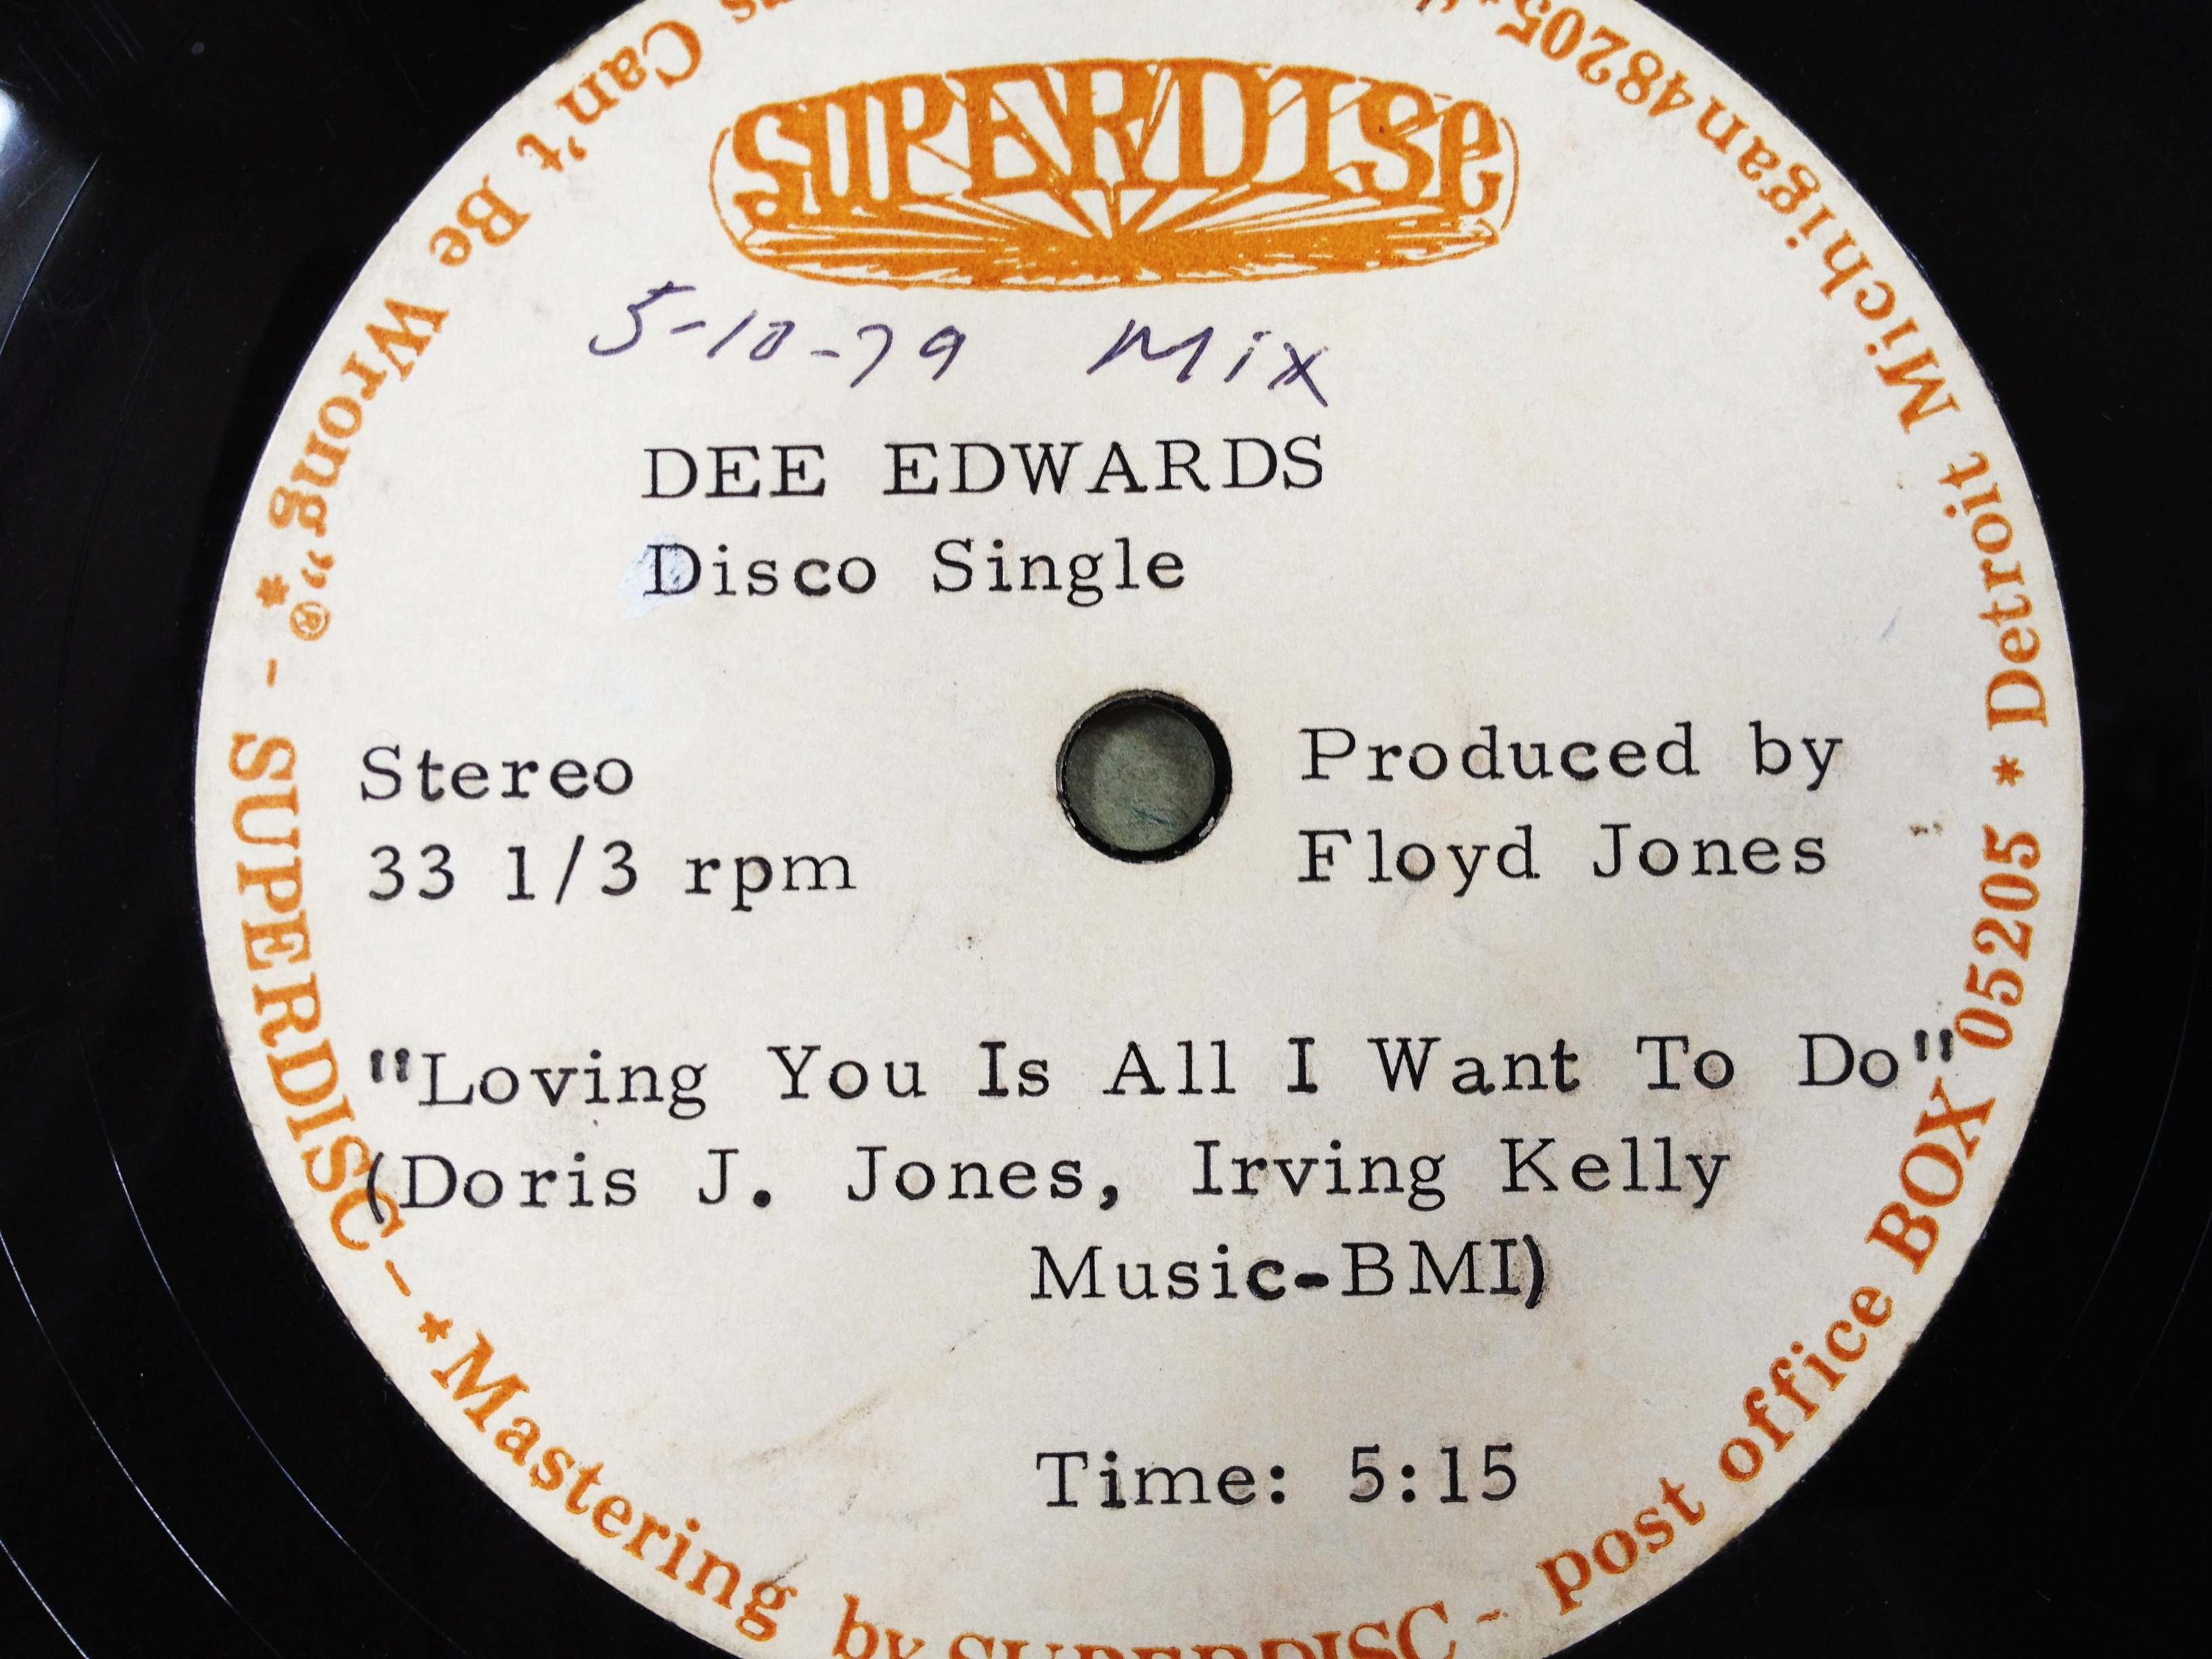 SUPERDISC
5-10-79 Mix
DEE EDWARDS
Disco Single
Stereo
33 1/3 rpm
Produced by
Floyd Jones
"Loving You Is All I Want To Do"
(Doris J. Jones, Irving Kelly
Music-BMI)
Time: 5:15
Can't Be Wrong"® * - SUPERDISC - * Mastering by SUPERDISC - post office BOX 05205 * Detroit Michigan 48205.